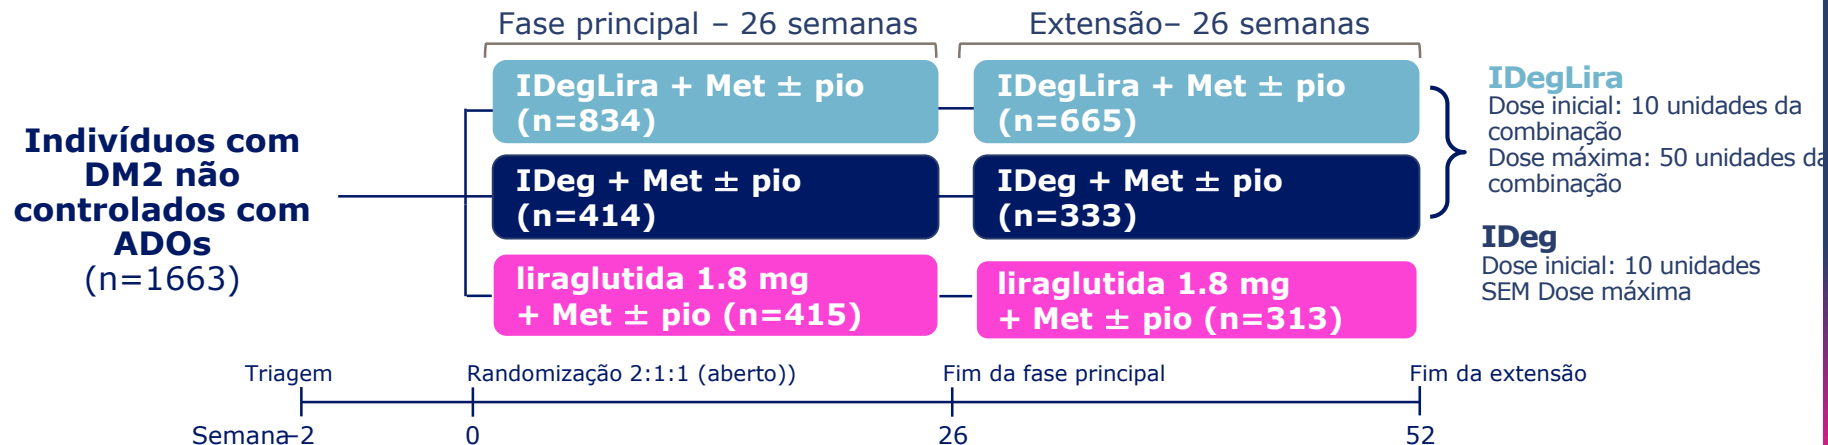 Fase principal – 26 semanas
Extensão– 26 semanas
Indivíduos com
DM2 não
controlados com
ADOs
(n=1663)
IDegLira + Met ± pio
(n=834)
IDegLira + Met ± pio
(n=665)
IDeg + Met ± pio
(n=414)
IDeg + Met ± pio
(n=333)
liraglutida 1.8 mg
+ Met ± pio (n=415)
liraglutida 1.8 mg
+ Met ± pio (n=313)
IDegLira
Dose inicial: 10 unidades da
combinação
Dose máxima: 50 unidades da
combinação
IDeg
Dose inicial: 10 unidades
SEM Dose máxima
Triagem
Randomização 2:1:1 (aberto))
Fim da fase principal
Fim da extensão
Semana–2
0
26
52